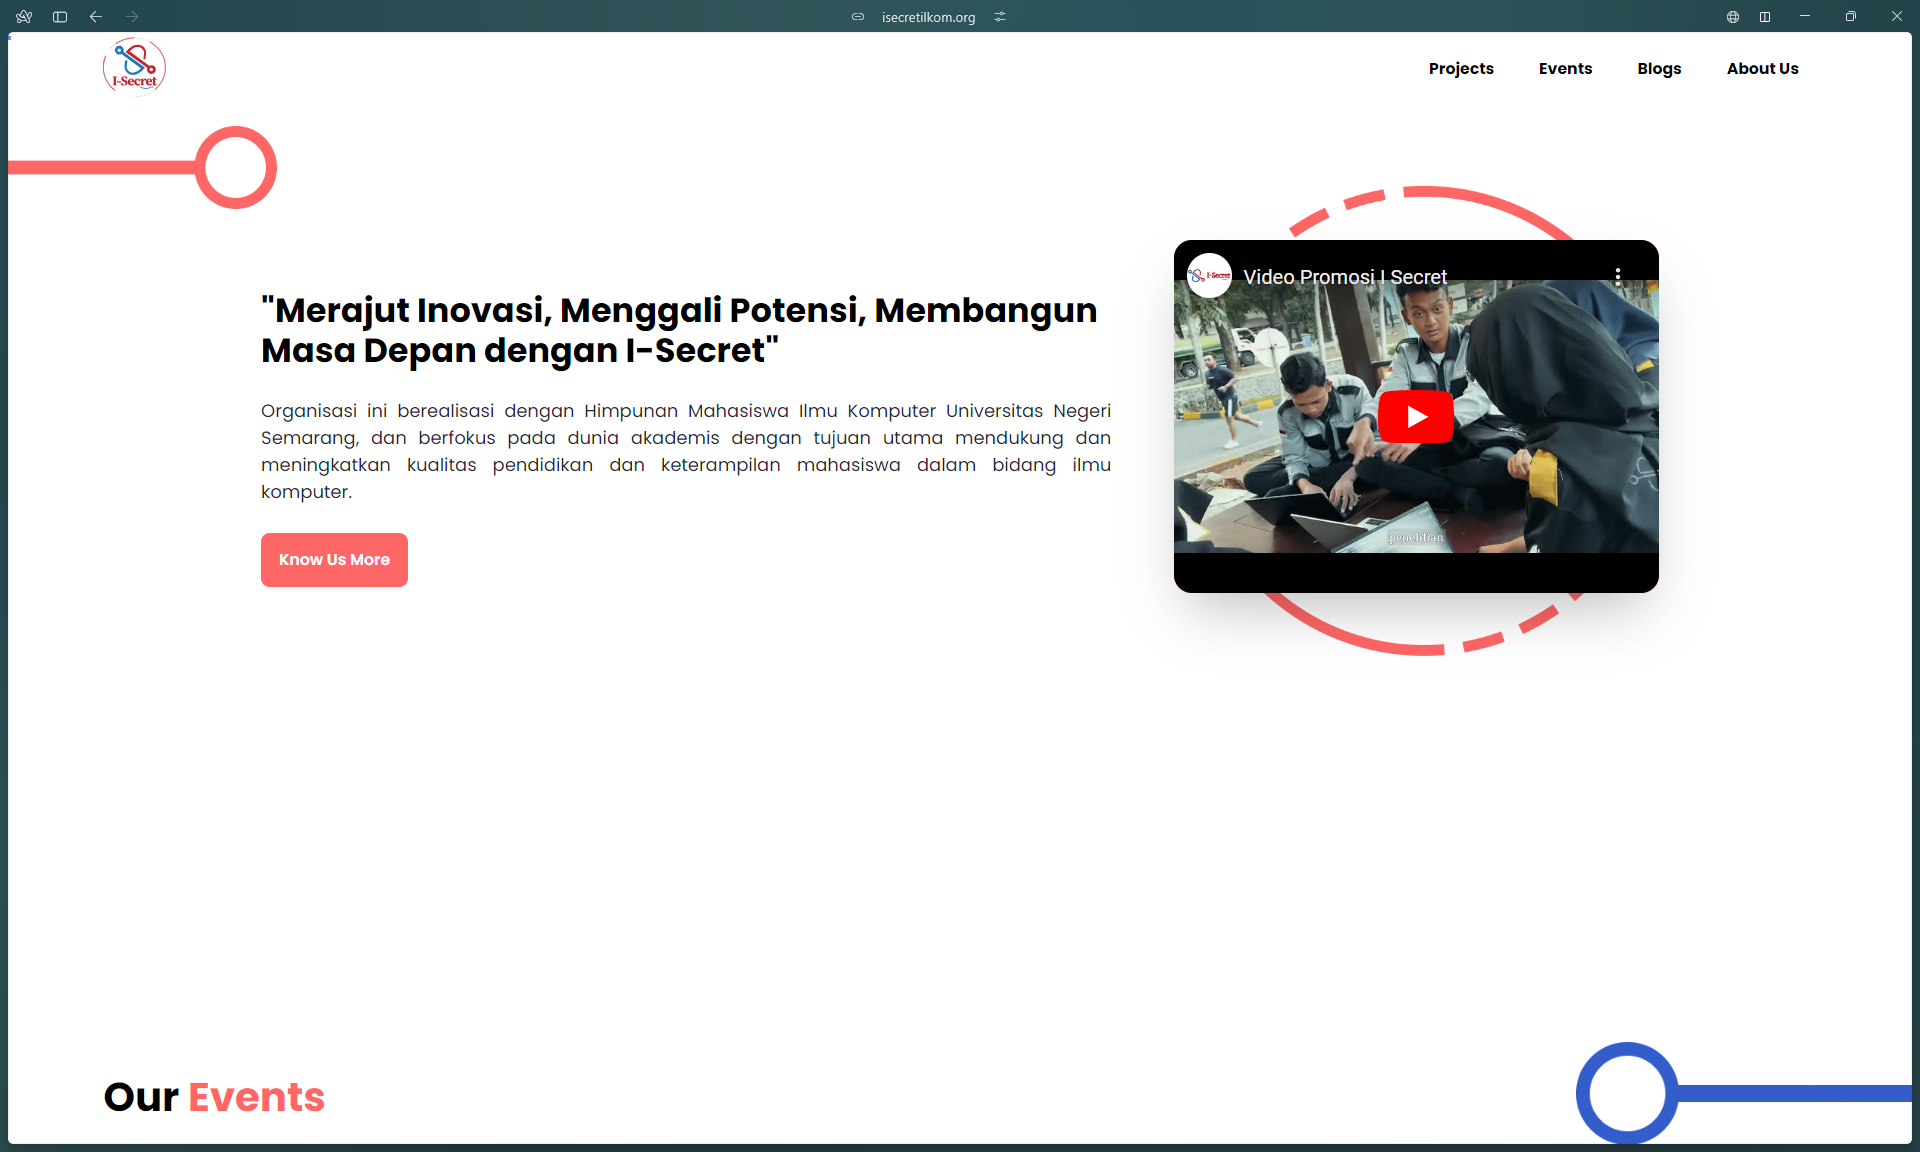 isecretilkom.org
I-Secret
Projects
Events
Blogs
About Us
I-Secret
Video Promosi I Secret
"Merajut Inovasi, Menggali Potensi, Membangun
Masa Depan dengan I-Secret"
Organisasi ini berealisasi dengan Himpunan Mahasiswa Ilmu Komputer Universitas Negeri
Semarang, dan berfokus pada dunia akademis dengan tujuan utama mendukung dan
meningkatkan kualitas pendidikan dan keterampilan mahasiswa dalam bidang ilmu
komputer.
penelitian
Know Us More
Our Events